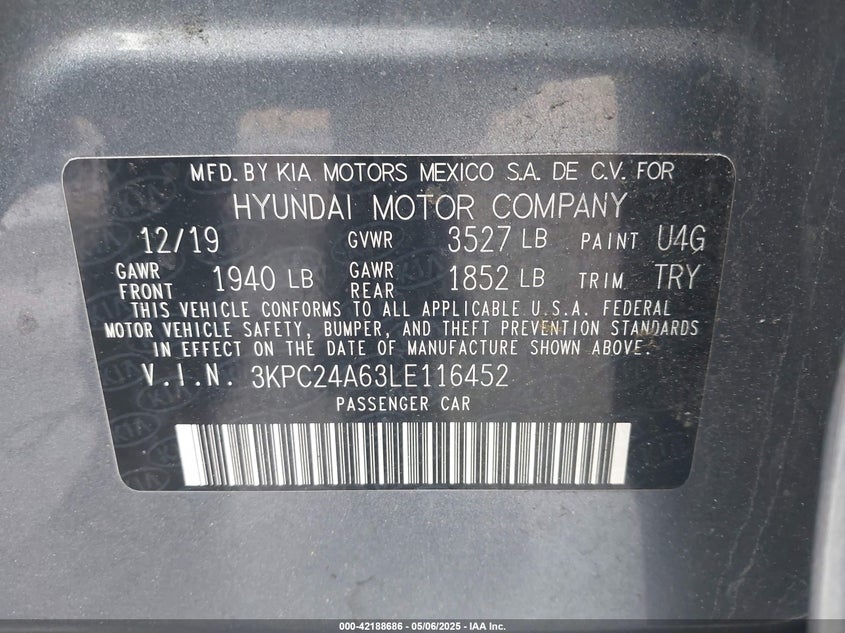 MFD. BY KIA MOTORS MEXICO S.A. DE C.V. FOR
HYUNDAI MOTOR COMPANY
12/19 GVWR 3527 LB PAINT U4G
GAWR FRONT 1940 LB GAWR REAR 1852 LB TRIM TRY
THIS VEHICLE CONFORMS TO ALL APPLICABLE U.S.A. FEDERAL
MOTOR VEHICLE SAFETY, BUMPER, AND THEFT PREVENTION STANDARDS
IN EFFECT ON THE DATE OF MANUFACTURE SHOWN ABOVE.
V.I.N. 3KPC24A63LE116452
PASSENGER CAR
000-42188686 - 05/06/2025 - IAA Inc.